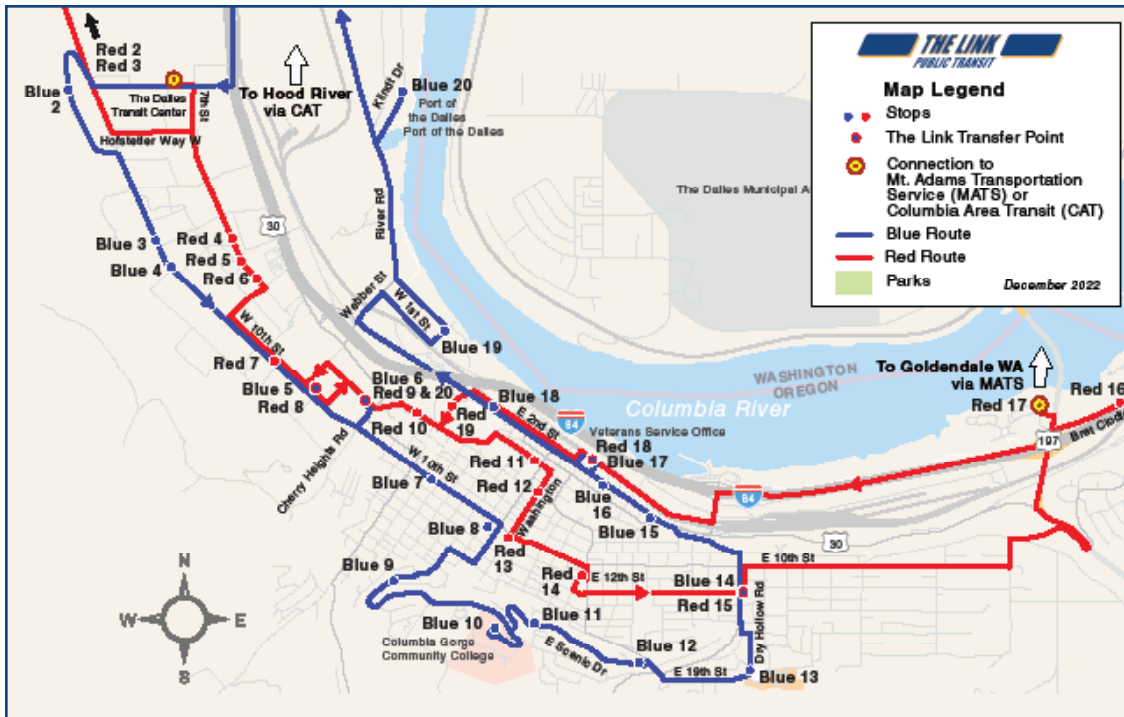 Red 2
Red 3
Blue
2
The Dalles
Transit Center
7th St
Hofstetler Way W
To Hood River
via CAT
Klindt Dr
Blue 20
Port of
the Dalles
Port of the Dalles
River Rd
30
Blue 3
Blue 4
Red 4
Red 5
Red 6
W 10th St
Webber St
W 1st St
Blue 19
Red 7
Blue 5
Red 8
Blue 6
Red 9 & 20
Red 10
Red
19
Blue 18
E 2nd St
84
Veterans Service Office
Red 18
Blue 17
Columbia River
WASHINGTON
OREGON
The Dalles Municipal A
To Goldendale WA
via MATS
Red 17
Red 16
197
Cherry Heights Rd
W 10th St
Blue 7
Red 11
Red 12
Washington
Blue
16
Blue 15
84
30
Blue 8
Red
13
Red
14
E 12th St
E 10th St
Blue 14
Red 15
Dry Hollow Rd
Blue 9
Blue 10
Blue 11
Columbia Gorge
Community College
E Scenic Dr
Blue 12
E 19th St
Blue 13
N
W
E
S
THE LINK
PUBLIC TRANSIT
Map Legend
Stops
The Link Transfer Point
Connection to
Mt. Adams Transportation
Service (MATS) or
Columbia Area Transit (CAT)
Blue Route
Red Route
Parks
December 2022